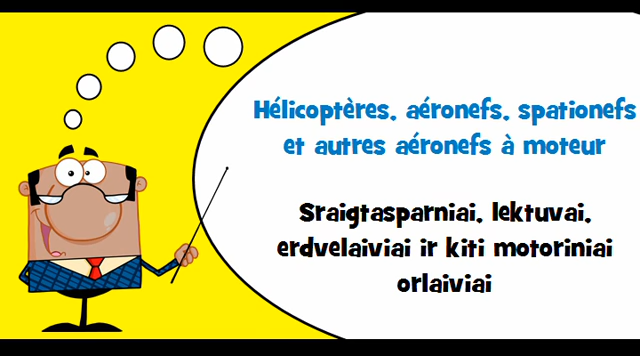 Hélicoptères, aéronefs, spationefs
et autres aéronefs à moteur
Sraigtasparniai, lektuvai,
erdvelaiviai ir kiti motoriniai
orlaiviai